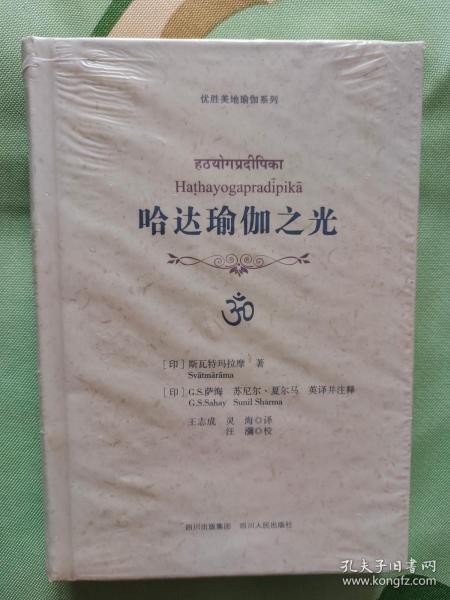 优胜美地瑜伽系列
हठयोगप्रदीपिका
Haṭhayogapradīpikā
哈达瑜伽之光
ॐ
［印］斯瓦特玛拉摩 著
Svātmārāma
［印］G.S.萨海 苏尼尔·夏尔马 英译并注释
G.S.Sahay Sunil Sharma
王志成 灵海◎译
汪瀰◎校
四川出版集团 四川人民出版社
孔夫子旧书网
www.kongfz.com